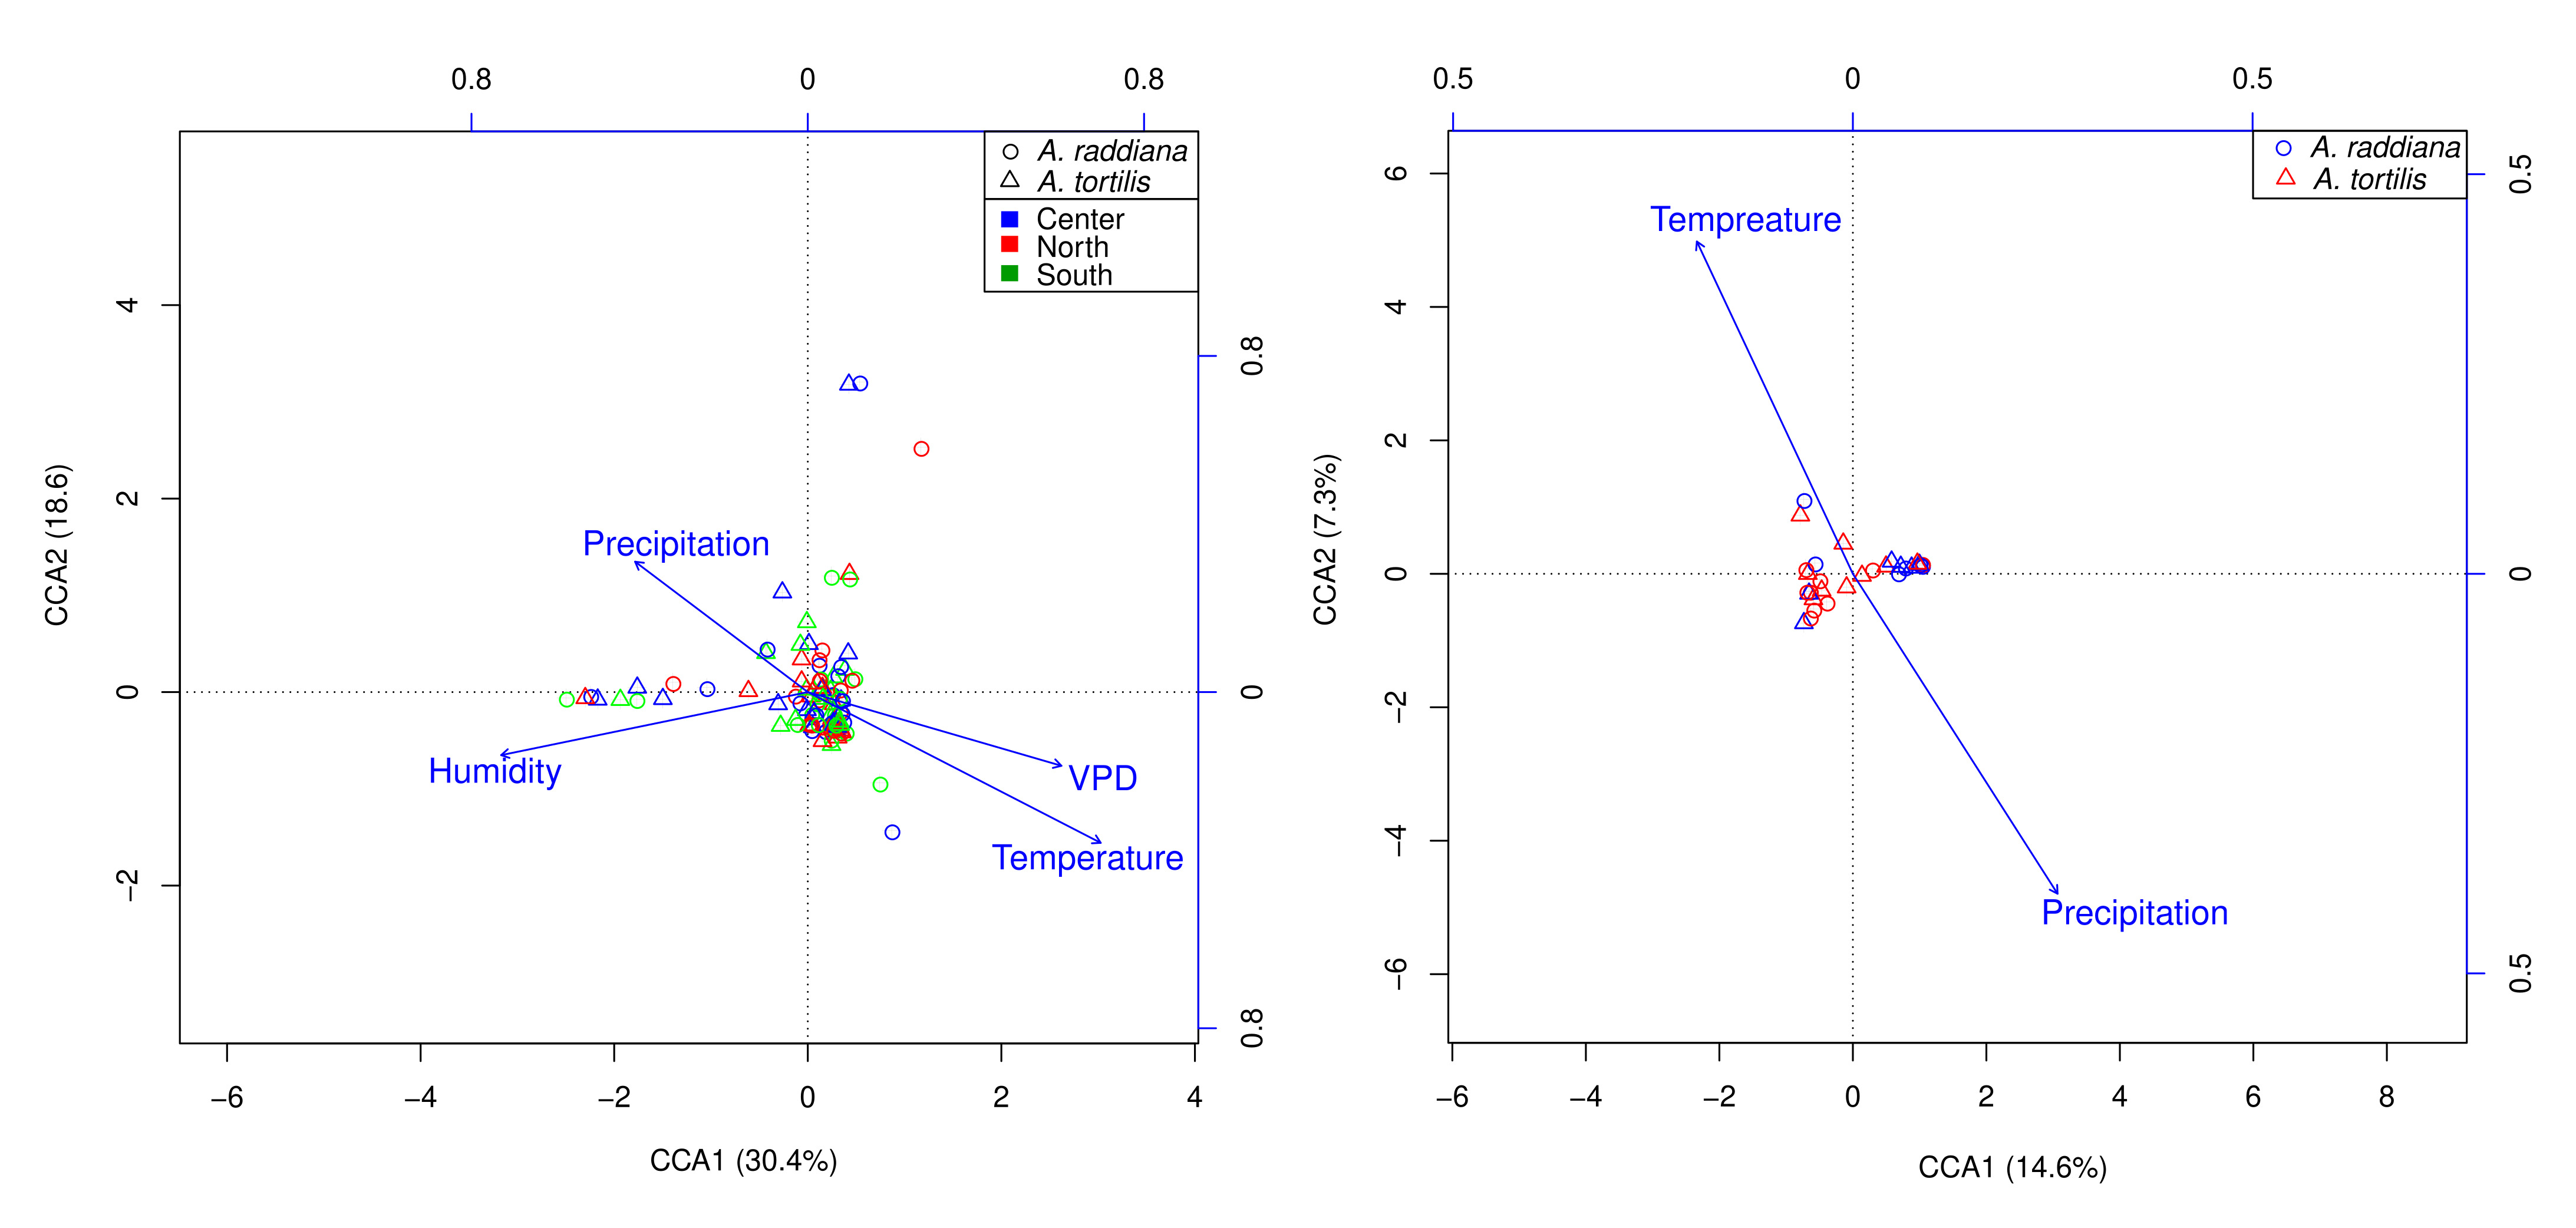 0.8 0 0.8
A. raddiana
A. tortilis
Center
North
South
4
2
0
−2
CCA2 (18.6)
0.8
0
0.8
Precipitation
Humidity
VPD
Temperature
−6 −4 −2 0 2 4
CCA1 (30.4%)
0.5 0 0.5
A. raddiana
A. tortilis
6
4
2
0
−2
−4
−6
CCA2 (7.3%)
0.5
0
0.5
Tempreature
Precipitation
−6 −4 −2 0 2 4 6 8
CCA1 (14.6%)